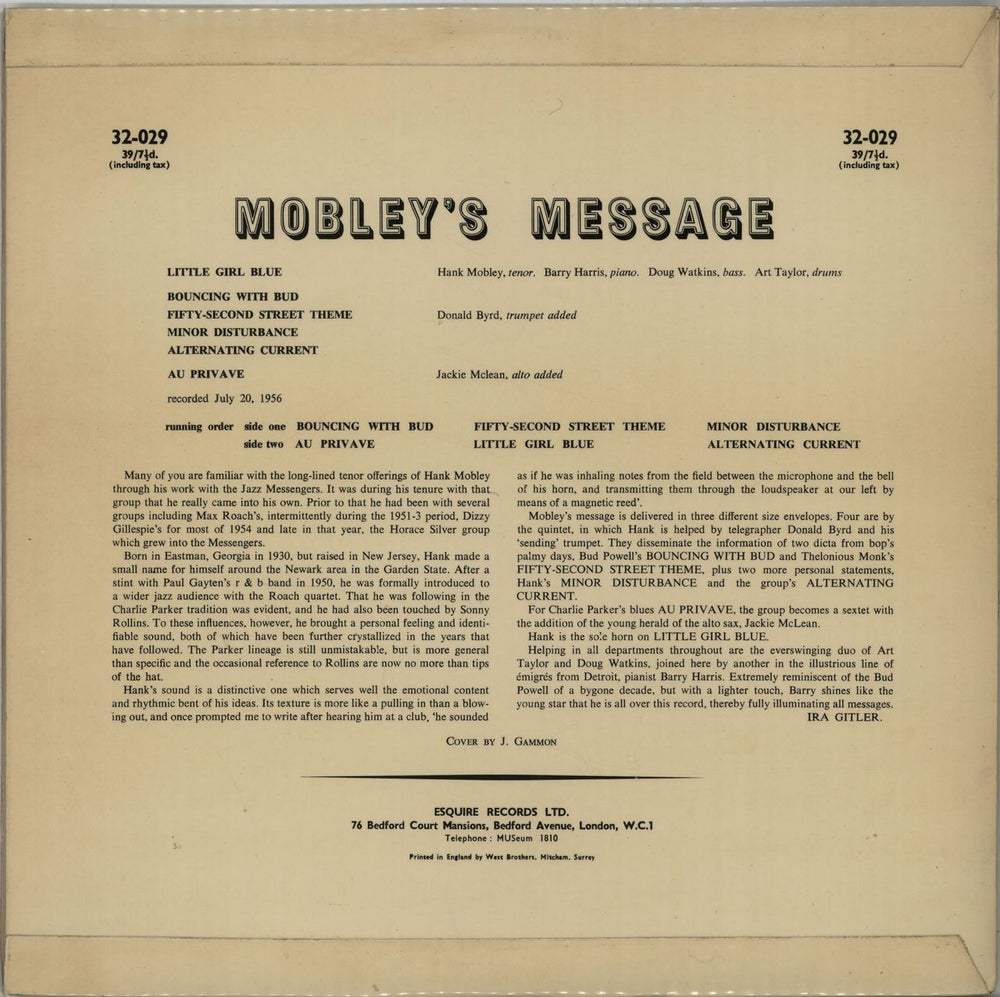 32-029
39/7½d.
(including tax)
32-029
39/7½d.
(including tax)
MOBLEY'S MESSAGE
LITTLE GIRL BLUE Hank Mobley, tenor. Barry Harris, piano. Doug Watkins, bass. Art Taylor, drums
BOUNCING WITH BUD
FIFTY-SECOND STREET THEME Donald Byrd, trumpet added
MINOR DISTURBANCE
ALTERNATING CURRENT
AU PRIVAVE Jackie Mclean, alto added
recorded July 20, 1956
running order side one BOUNCING WITH BUD FIFTY-SECOND STREET THEME MINOR DISTURBANCE
side two AU PRIVAVE LITTLE GIRL BLUE ALTERNATING CURRENT
Many of you are familiar with the long-lined tenor offerings of Hank Mobley
through his work with the Jazz Messengers. It was during his tenure with that
group that he really came into his own. Prior to that he had been with several
groups including Max Roach's, intermittently during the 1951-3 period, Dizzy
Gillespie's for most of 1954 and late in that year, the Horace Silver group
which grew into the Messengers.
Born in Eastman, Georgia in 1930, but raised in New Jersey, Hank made a
small name for himself around the Newark area in the Garden State. After a
stint with Paul Gayten's r & b band in 1950, he was formally introduced to
a wider jazz audience with the Roach quartet. That he was following in the
Charlie Parker tradition was evident, and he had also been touched by Sonny
Rollins. To these influences, however, he brought a personal feeling and identi-
fiable sound, both of which have been further crystallized in the years that
have followed. The Parker lineage is still unmistakable, but is more general
than specific and the occasional reference to Rollins are now no more than tips
of the hat.
Hank's sound is a distinctive one which serves well the emotional content
and rhythmic bent of his ideas. Its texture is more like a pulling in than a blow-
ing out, and once prompted me to write after hearing him at a club, 'he sounded
as if he was inhaling notes from the field between the microphone and the bell
of his horn, and transmitting them through the loudspeaker at our left by
means of a magnetic reed'.
Mobley's message is delivered in three different size envelopes. Four are by
the quintet, in which Hank is helped by telegrapher Donald Byrd and his
'sending' trumpet. They disseminate the information of two dicta from bop's
palmy days, Bud Powell's BOUNCING WITH BUD and Thelonious Monk's
FIFTY-SECOND STREET THEME, plus two more personal statements,
Hank's MINOR DISTURBANCE and the group's ALTERNATING
CURRENT.
For Charlie Parker's blues AU PRIVAVE, the group becomes a sextet with
the addition of the young herald of the alto sax, Jackie McLean.
Hank is the sole horn on LITTLE GIRL BLUE.
Helping in all departments throughout are the everswinging duo of Art
Taylor and Doug Watkins, joined here by another in the illustrious line of
émigrés from Detroit, pianist Barry Harris. Extremely reminiscent of the Bud
Powell of a bygone decade, but with a lighter touch, Barry shines like the
young star that he is all over this record, thereby fully illuminating all messages.
IRA GITLER.
COVER BY J. GAMMON
ESQUIRE RECORDS LTD.
76 Bedford Court Mansions, Bedford Avenue, London, W.C.1
Telephone : MUSeum 1810
Printed in England by West Brothers, Mitcham, Surrey